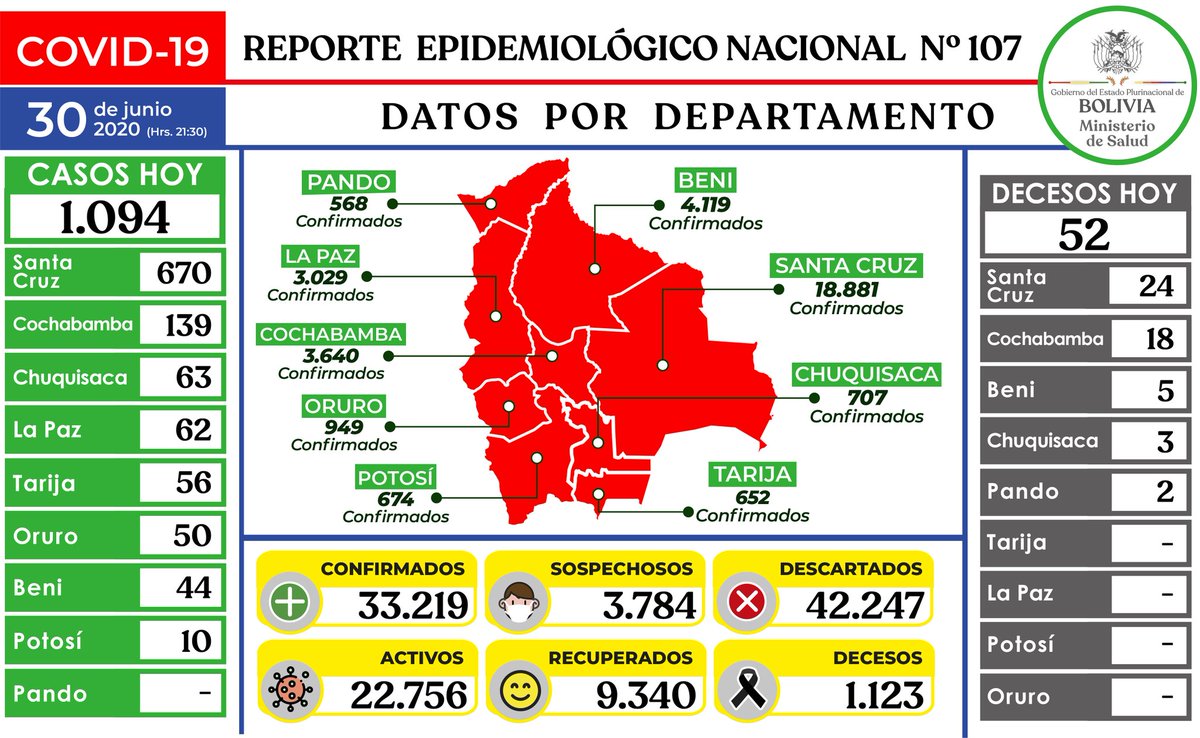 COVID-19
REPORTE EPIDEMIOLÓGICO NACIONAL Nº 107
30 de junio
2020 (Hrs. 21:30)
DATOS POR DEPARTAMENTO
Gobierno del Estado Plurinacional de
BOLIVIA
Ministerio
de Salud
CASOS HOY
1.094
Santa
Cruz 670
Cochabamba 139
Chuquisaca 63
La Paz 62
Tarija 56
Oruro 50
Beni 44
Potosí 10
Pando -
PANDO
568
Confirmados
BENI
4.119
Confirmados
LA PAZ
3.029
Confirmados
SANTA CRUZ
18.881
Confirmados
COCHABAMBA
3.640
Confirmados
CHUQUISACA
707
Confirmados
ORURO
949
Confirmados
POTOSÍ
674
Confirmados
TARIJA
652
Confirmados
CONFIRMADOS
33.219
SOSPECHOSOS
3.784
DESCARTADOS
42.247
ACTIVOS
22.756
RECUPERADOS
9.340
DECESOS
1.123
DECESOS HOY
52
Santa
Cruz 24
Cochabamba 18
Beni 5
Chuquisaca 3
Pando 2
Tarija -
La Paz -
Potosí -
Oruro -